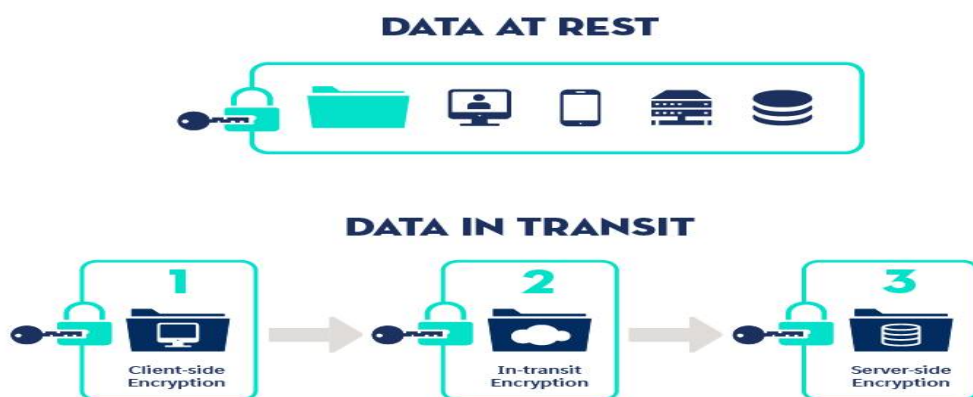 DATA AT REST
DATA IN TRANSIT
1
2
3
Client-side
Encryption
In-transit
Encryption
Server-side
Encryption